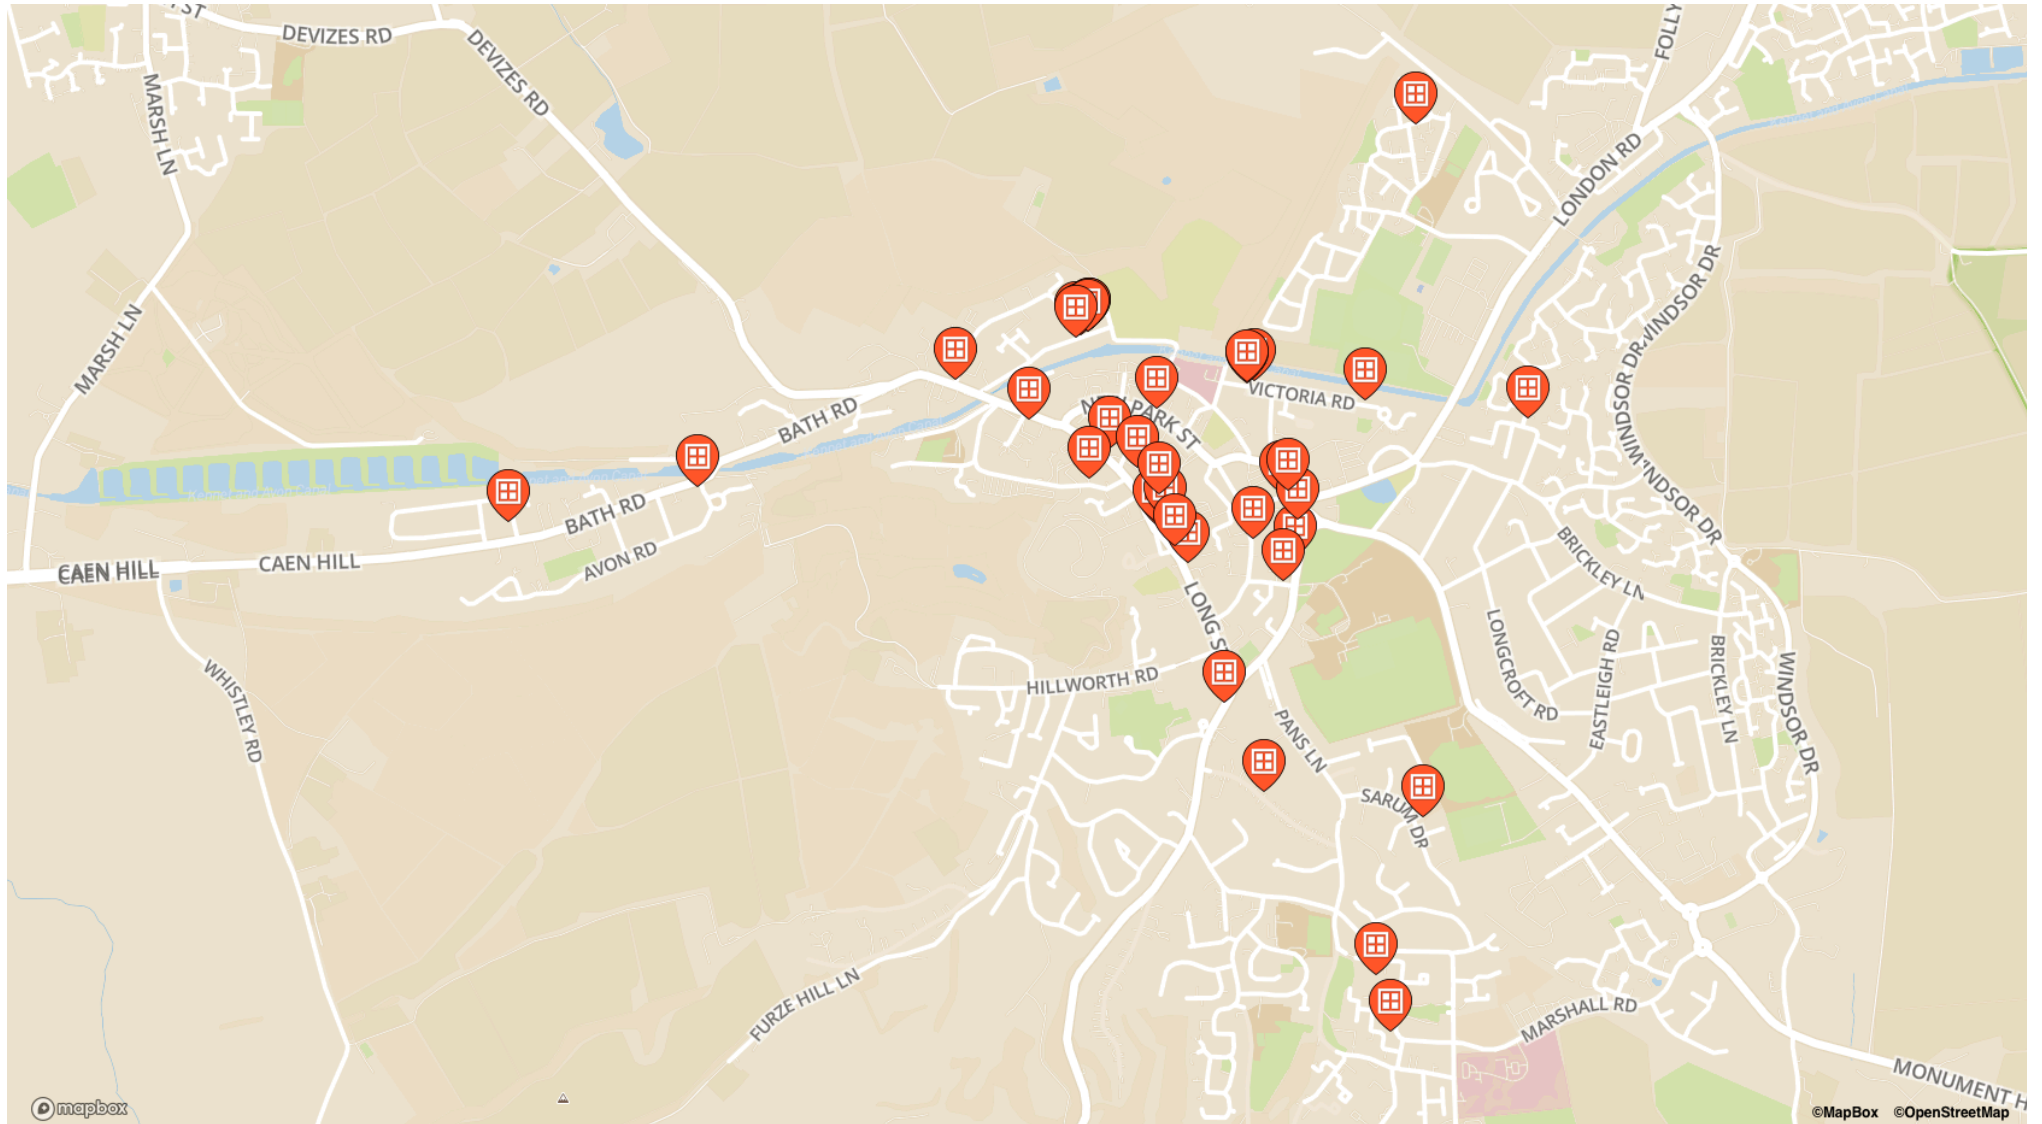 ST
DEVIZES RD
DEVIZES RD
FOLLY
MARSH LN
LONDON RD
WINDSOR DR
MARSH LN
WINDSOR DR
VICTORIA RD
BATH RD
PARK ST
WINDSOR DR
BATH RD
CAEN HILL
CAEN HILL
AVON RD
BRICKLEY LN
LONG S
LONGCROFT RD
EASTLEIGH RD
BRICKLEY LN
WINDSOR DR
HILLWORTH RD
WHISTLEY RD
PANS LN
SARUM DR
FURZE HILL LN
MARSHALL RD
MONUMENT H
mapbox
©MapBox ©OpenStreetMap